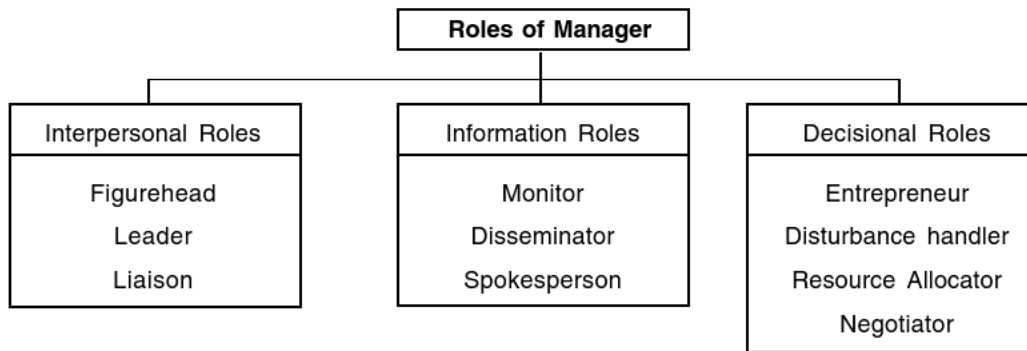 Roles of Manager
Interpersonal Roles
Figurehead
Leader
Liaison
Information Roles
Monitor
Disseminator
Spokesperson
Decisional Roles
Entrepreneur
Disturbance handler
Resource Allocator
Negotiator